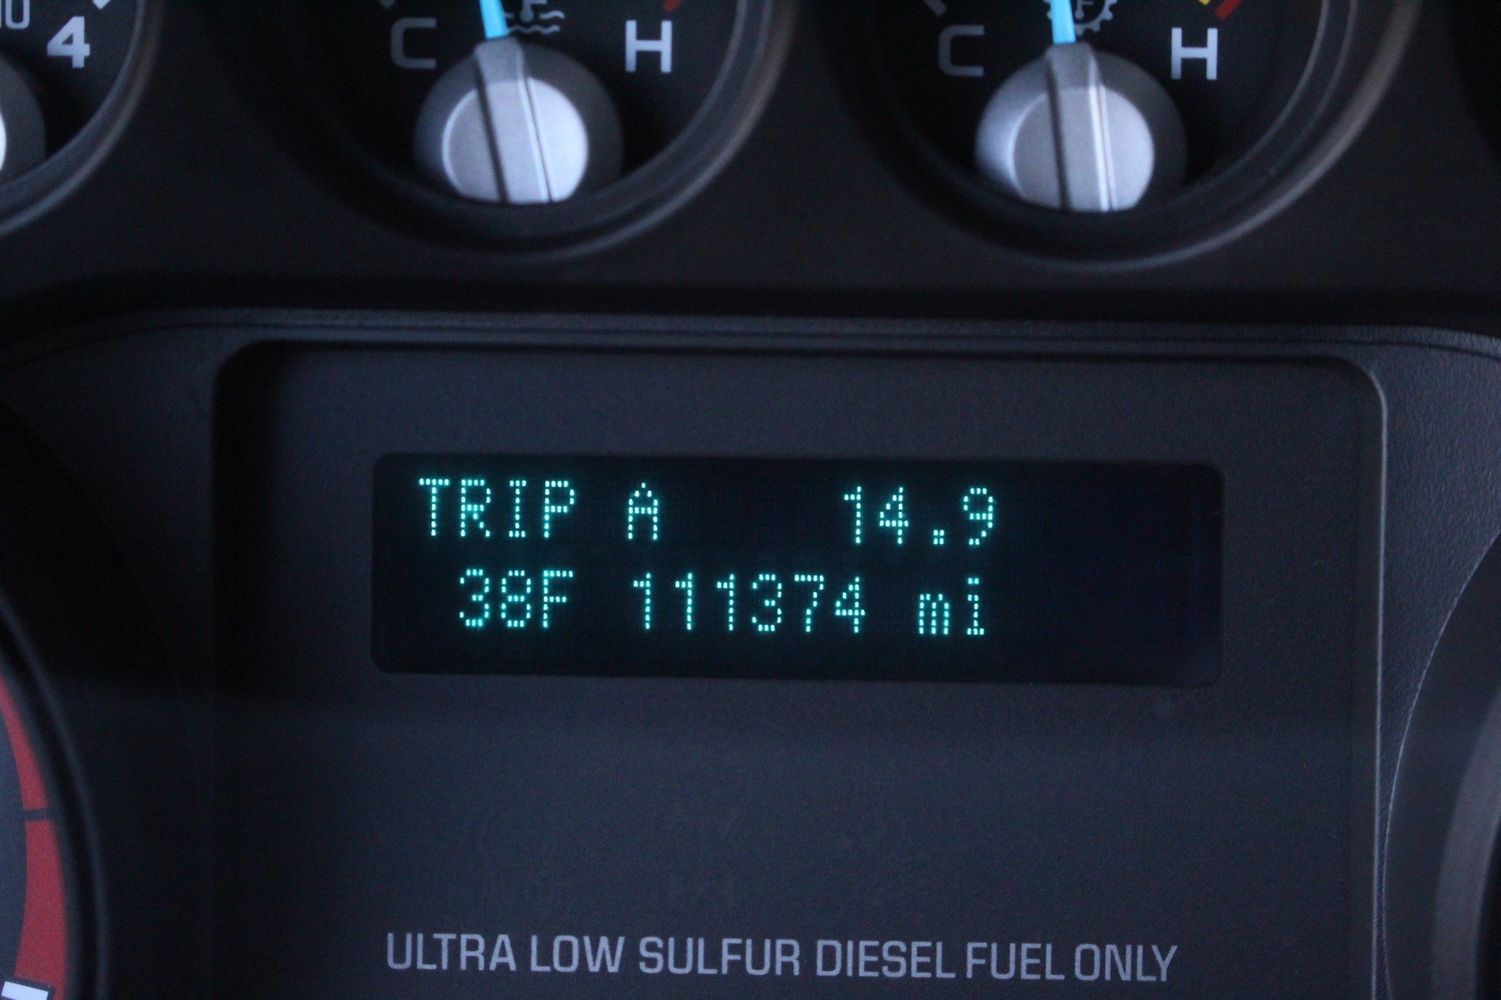 4
C H
C H
TRIP A 14.9
38F 111374 mi
ULTRA LOW SULFUR DIESEL FUEL ONLY